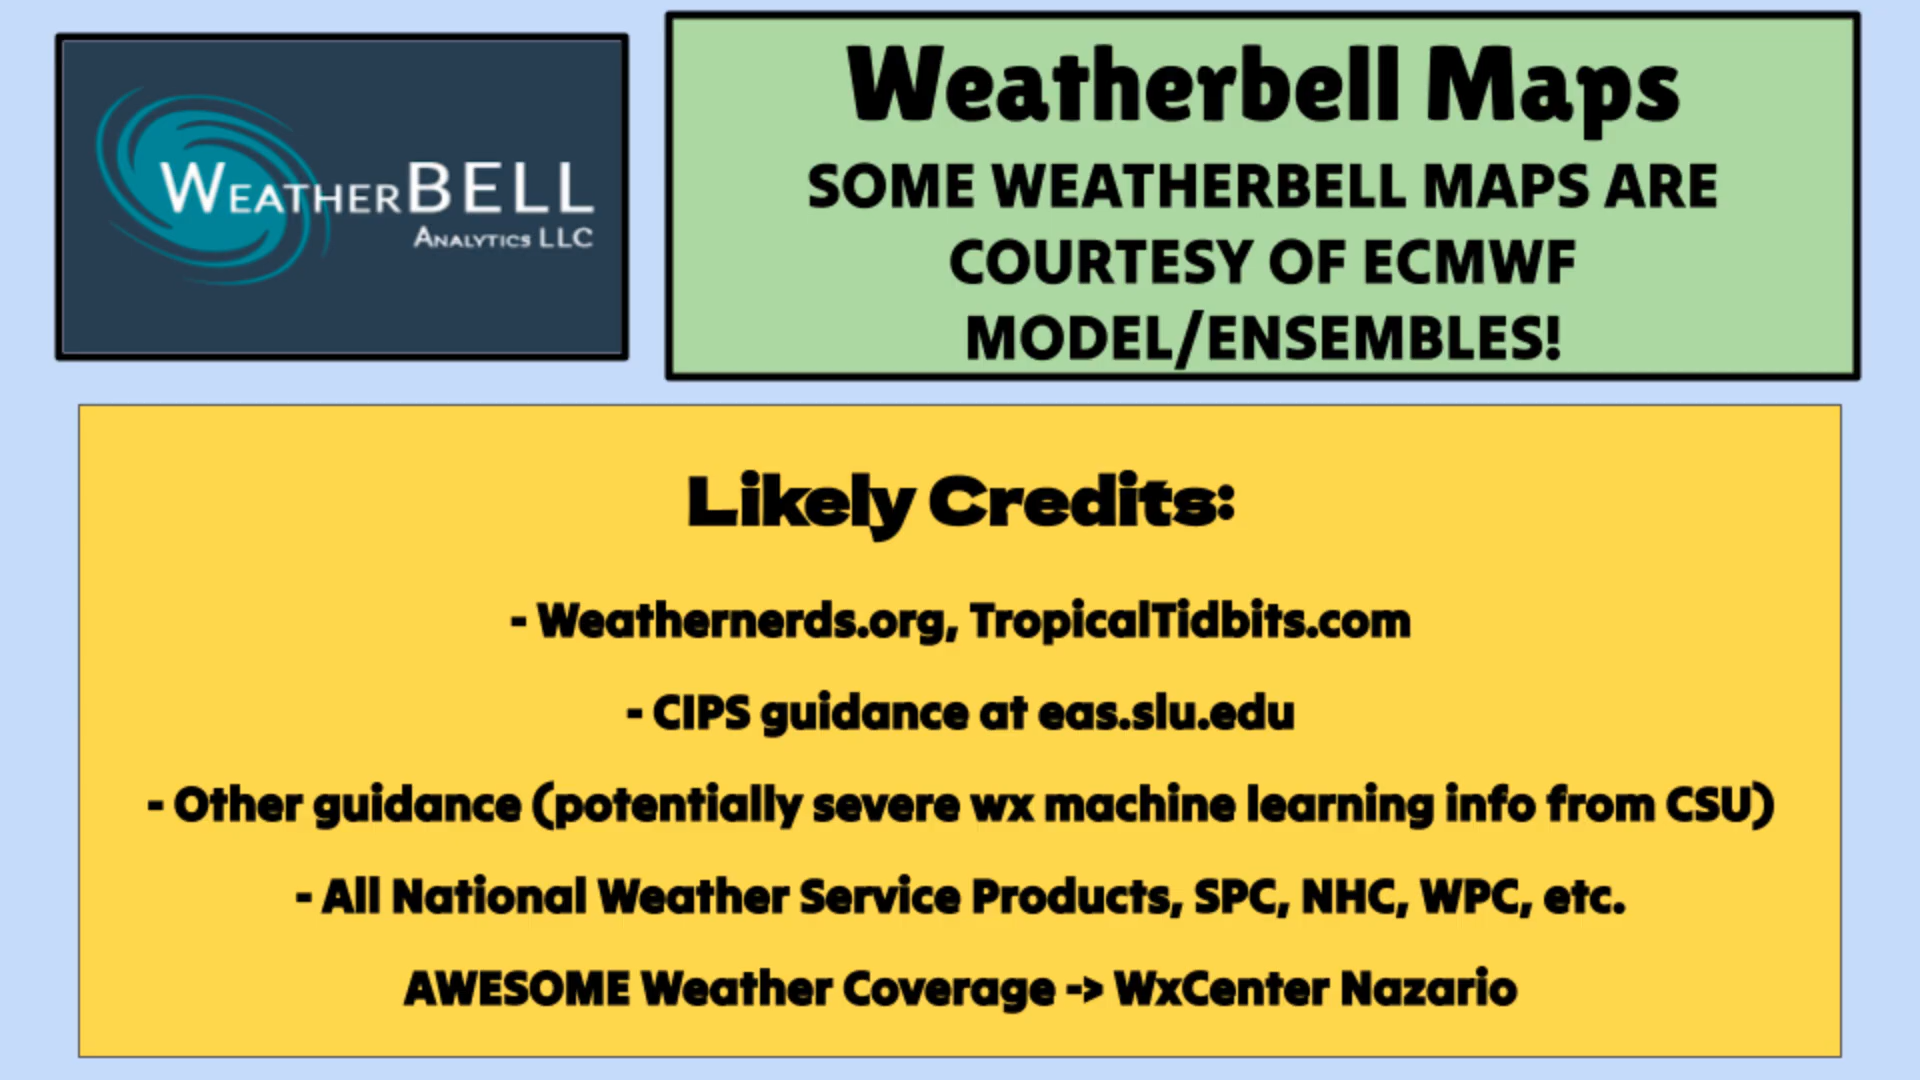 WEATHERBELL
ANALYTICS LLC
Weatherbell Maps
SOME WEATHERBELL MAPS ARE
COURTESY OF ECMWF
MODEL/ENSEMBLES!
Likely Credits:
- Weathernerds.org, TropicalTidbits.com
- CIPS guidance at eas.slu.edu
- Other guidance (potentially severe wx machine learning info from CSU)
- All National Weather Service Products, SPC, NHC, WPC, etc.
AWESOME Weather Coverage -> WxCenter Nazario